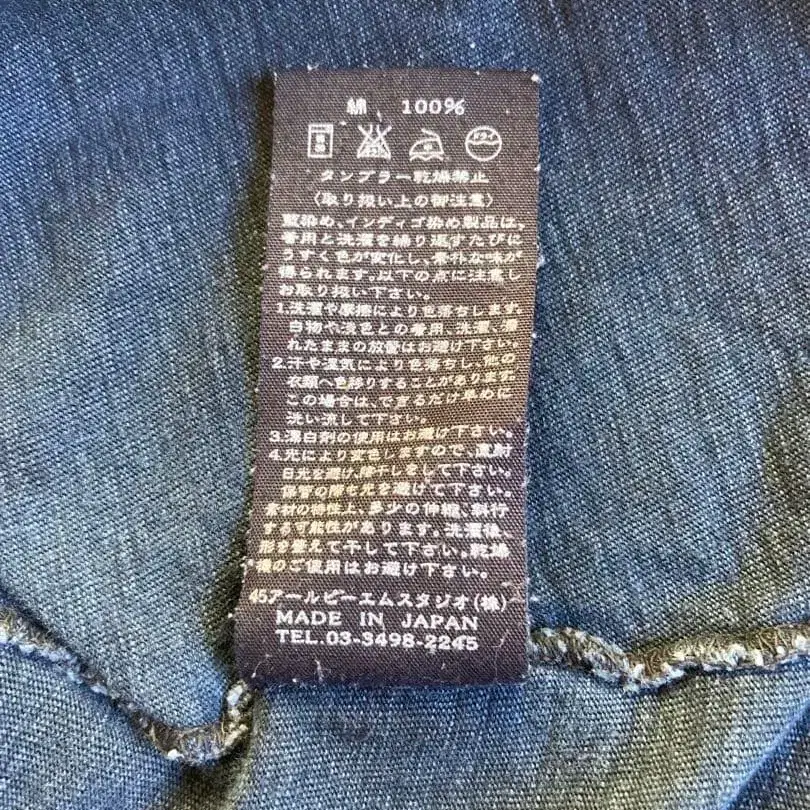 綿 100%
ドライ
タンブラー乾燥禁止
〈取り扱い上の御注意〉
藍染め、インディゴ染め製品は、
着用と洗濯を繰り返すたびに
うすく色が変化し、素朴な味が
得られます。以下の点に注意し
お取り扱い下さい。
1.洗濯や摩擦により色落ちします。
白物や淡色との着用、洗濯、濡
れたままの放置はお避け下さい。
2.汗や湿気により色落ちし、他の
衣類へ色移りすることがあります。
この場合は、できるだけ早めに
洗い流して下さい。
3.漂白剤の使用はお避け下さい。
4.光により変色しますので、直射
日光を避け、陰干しをして下さい。
保管の際も光を避けて下さい。
素材の特性上、多少の伸縮、斜行
する可能性があります。洗濯後、
形を整えて干して下さい。乾燥
機のご使用はお避け下さい。
45アールピーエムスタジオ(株)
MADE IN JAPAN
TEL.03-3498-2245